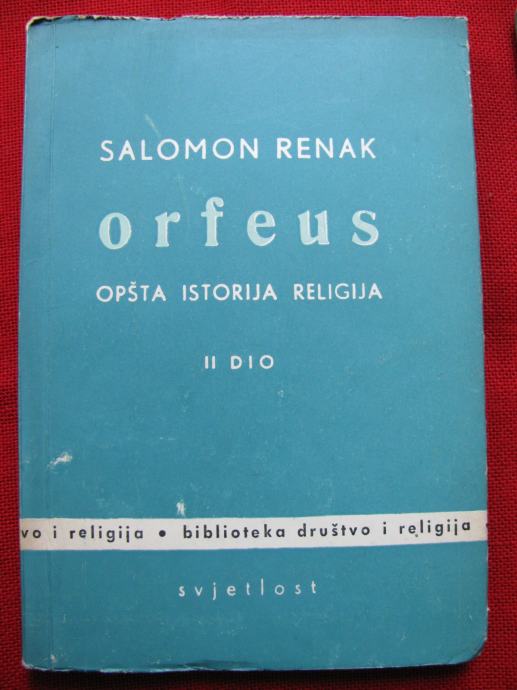 SALOMON RENAK
orfeus
OPŠTA ISTORIJA RELIGIJA
II DIO
vo i religija • biblioteka društvo i religija
svjetlost